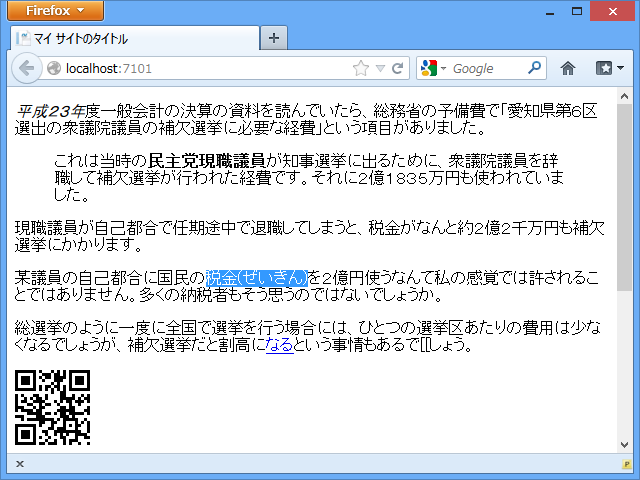 Firefox
マイ サイトのタイトル
localhost:7101
Google
平成２３年度一般会計の決算の資料を読んでいたら、総務省の予備費で「愛知県第６区
選出の衆議院議員の補欠選挙に必要な経費」という項目がありました。
これは当時の民主党現職議員が知事選挙に出るために、衆議院議員を辞
職して補欠選挙が行われた経費です。それに２億１８３５万円も使われていま
した。
現職議員が自己都合で任期途中で退職してしまうと、税金がなんと約２億２千万円も補欠
選挙にかかります。
某議員の自己都合に国民の税金(ぜいきん)を２億円使うなんて私の感覚では許されるこ
とではありません。多くの納税者もそう思うのではないでしょうか。
総選挙のように一度に全国で選挙を行う場合には、ひとつの選挙区あたりの費用は少な
くなるでしょうが、補欠選挙だと割高になるという事情もあるで[[しょう。